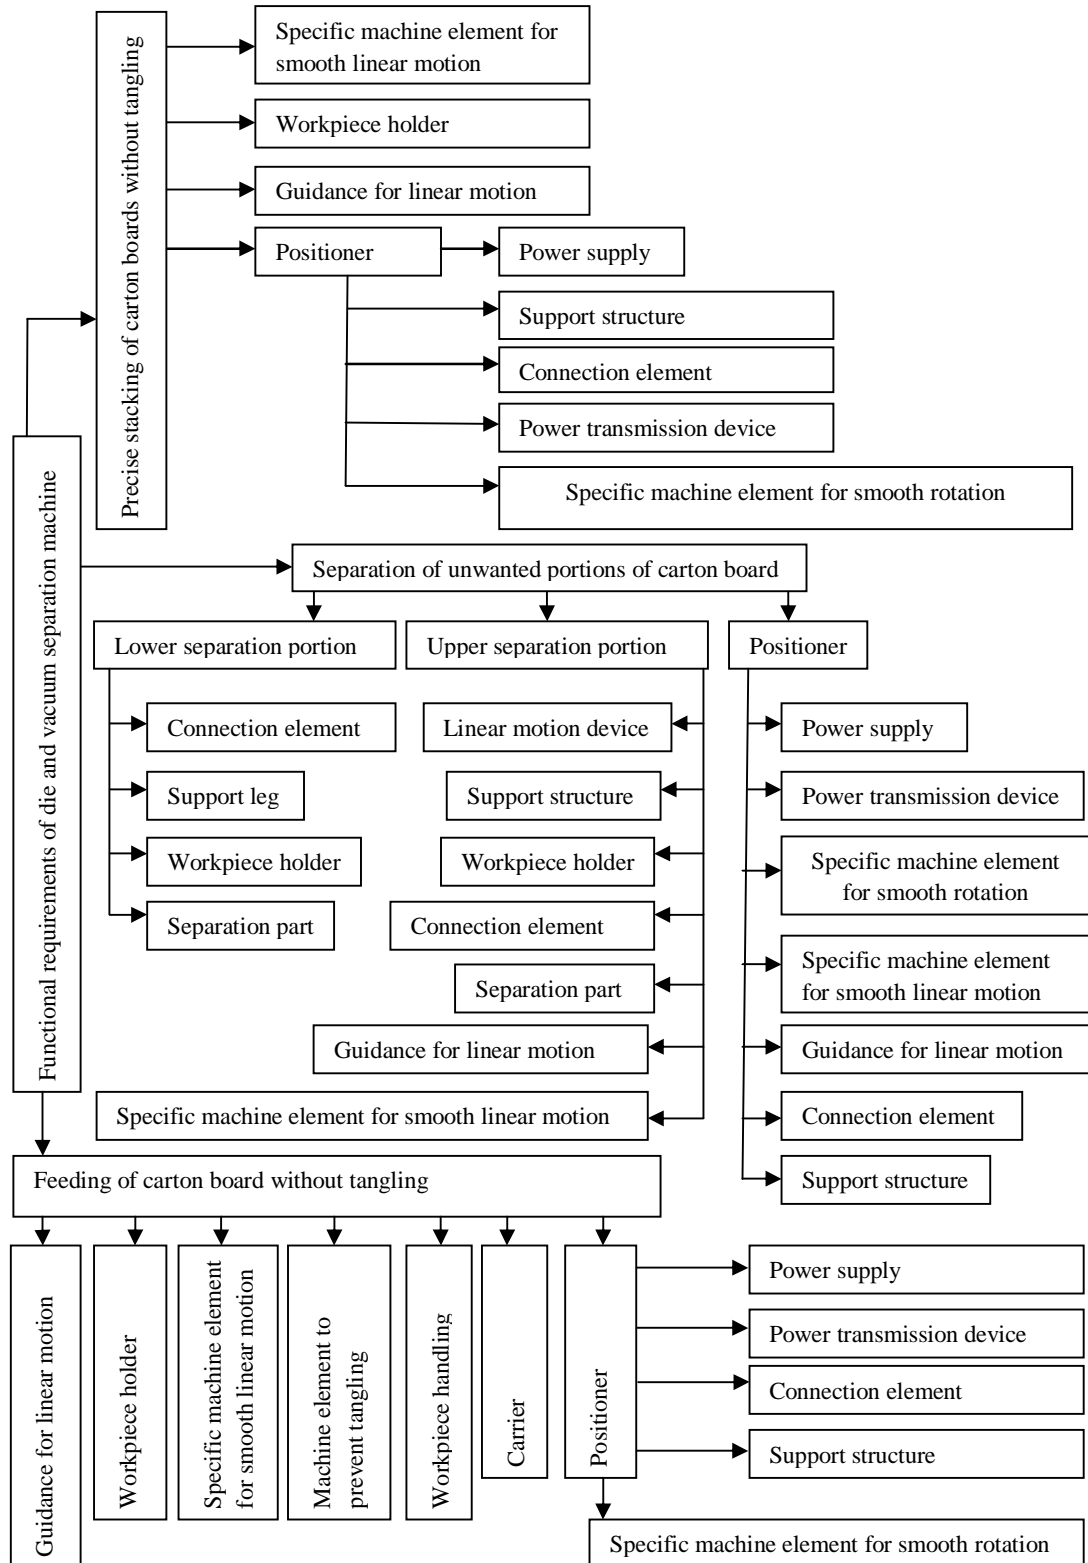 Specific machine element for
smooth linear motion
Workpiece holder
Guidance for linear motion
Positioner
Power supply
Support structure
Connection element
Power transmission device
Specific machine element for smooth rotation
Precise stacking of carton boards without tangling
Functional requirements of die and vacuum separation machine
Separation of unwanted portions of carton board
Lower separation portion
Upper separation portion
Positioner
Connection element
Support leg
Workpiece holder
Separation part
Linear motion device
Support structure
Workpiece holder
Connection element
Separation part
Guidance for linear motion
Specific machine element for smooth linear motion
Power supply
Power transmission device
Specific machine element
for smooth rotation
Specific machine element
for smooth linear motion
Guidance for linear motion
Connection element
Support structure
Feeding of carton board without tangling
Guidance for linear motion
Workpiece holder
Specific machine element
for smooth linear motion
Machine element to
prevent tangling
Workpiece handling
Carrier
Positioner
Power supply
Power transmission device
Connection element
Support structure
Specific machine element for smooth rotation